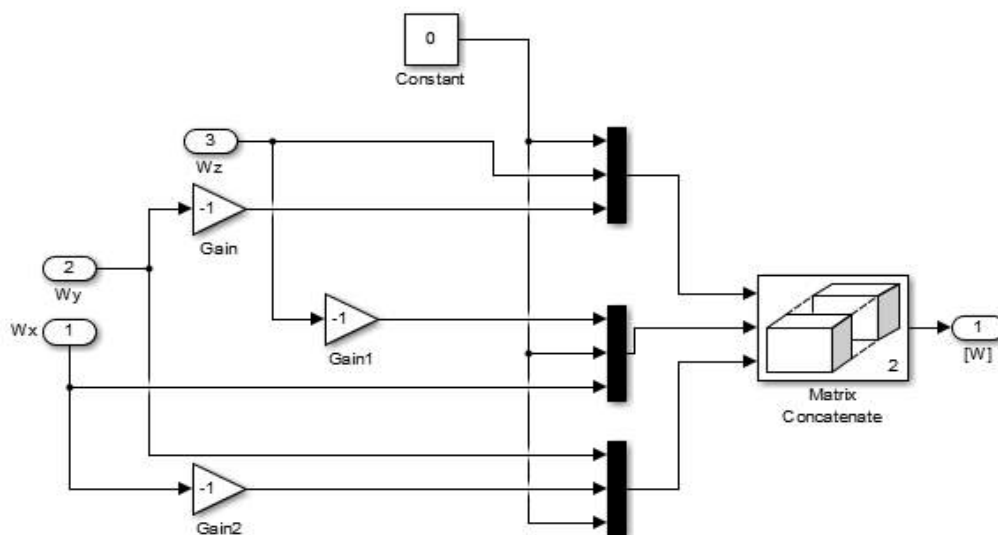 0
Constant
3
Wz
-1
Gain
2
Wy
Wx
1
-1
Gain1
2
Matrix
Concatenate
1
[W]
-1
Gain2